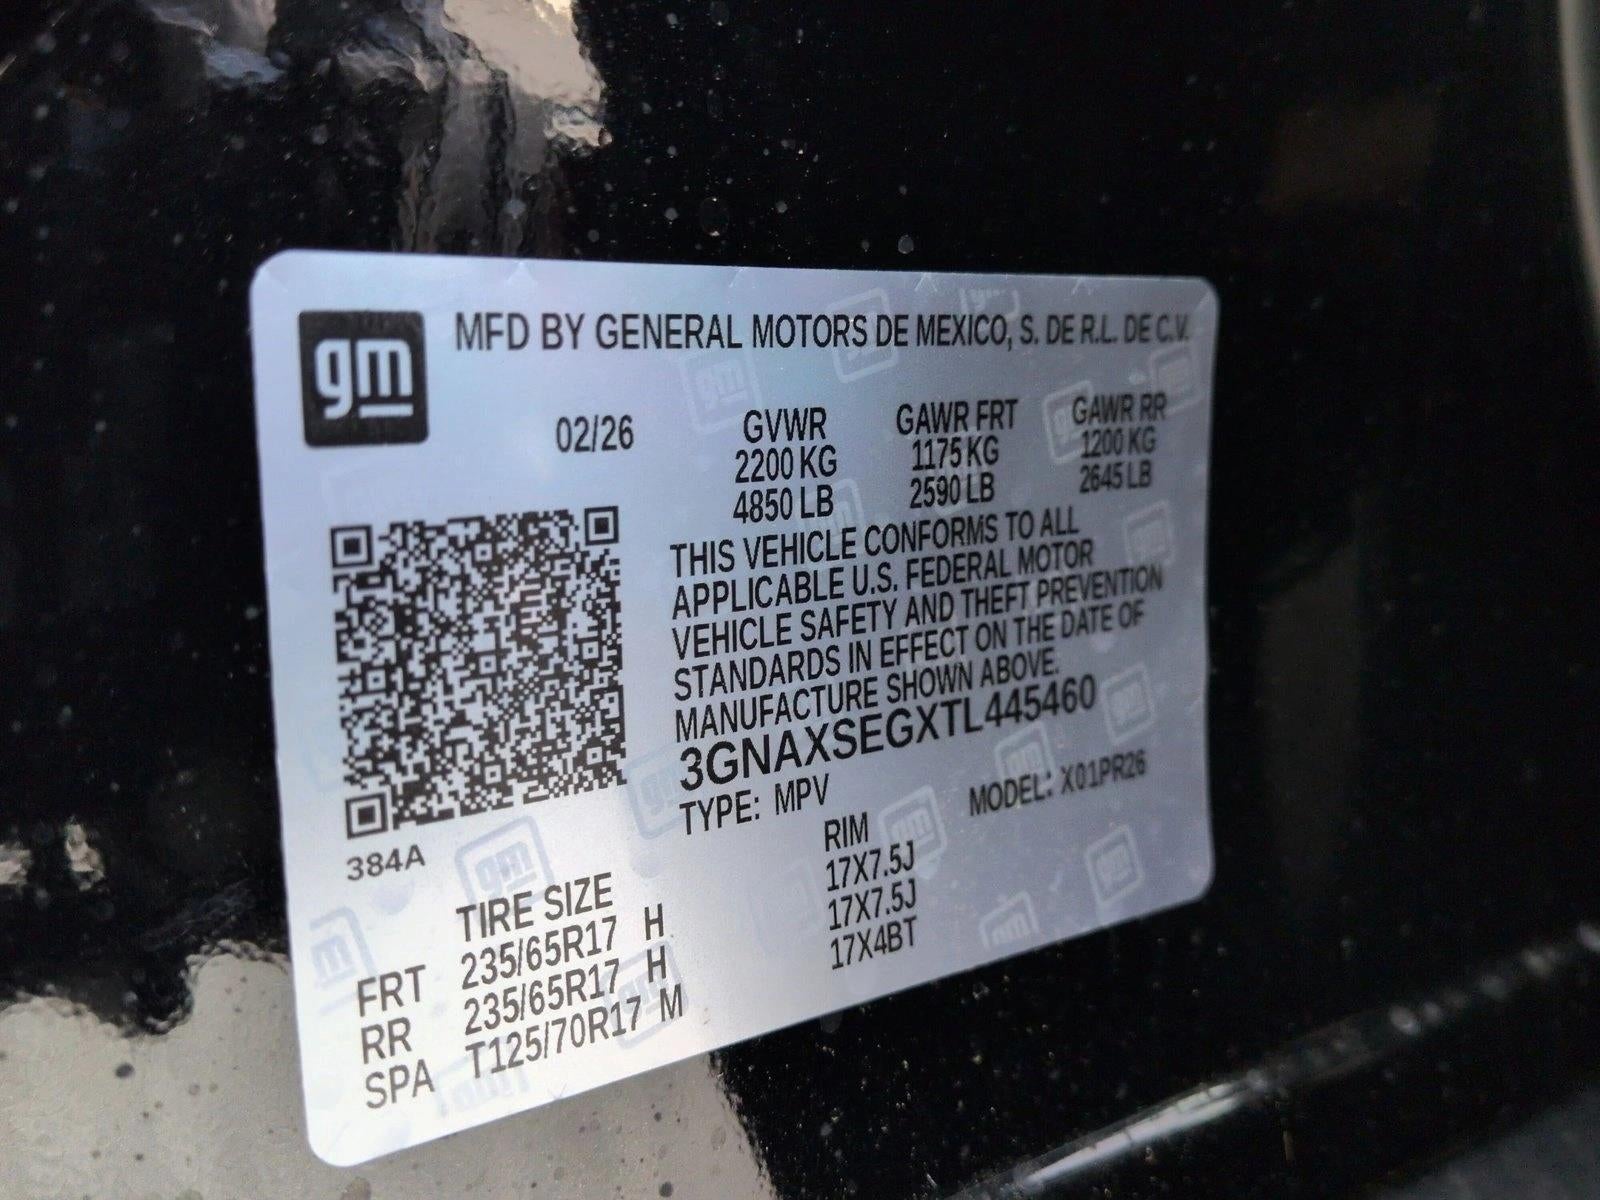 gm
MFD BY GENERAL MOTORS DE MEXICO, S. DE R.L. DE C.V.
02/26
GVWR GAWR FRT GAWR RR
2200 KG 1175 KG 1200 KG
4850 LB 2590 LB 2645 LB
THIS VEHICLE CONFORMS TO ALL
APPLICABLE U.S. FEDERAL MOTOR
VEHICLE SAFETY AND THEFT PREVENTION
STANDARDS IN EFFECT ON THE DATE OF
MANUFACTURE SHOWN ABOVE.
3GNAXSEGXTL445460
TYPE: MPV MODEL: X01PR26
384A
TIRE SIZE RIM
FRT 235/65R17 H 17X7.5J
RR 235/65R17 H 17X7.5J
SPA T125/70R17 M 17X4BT